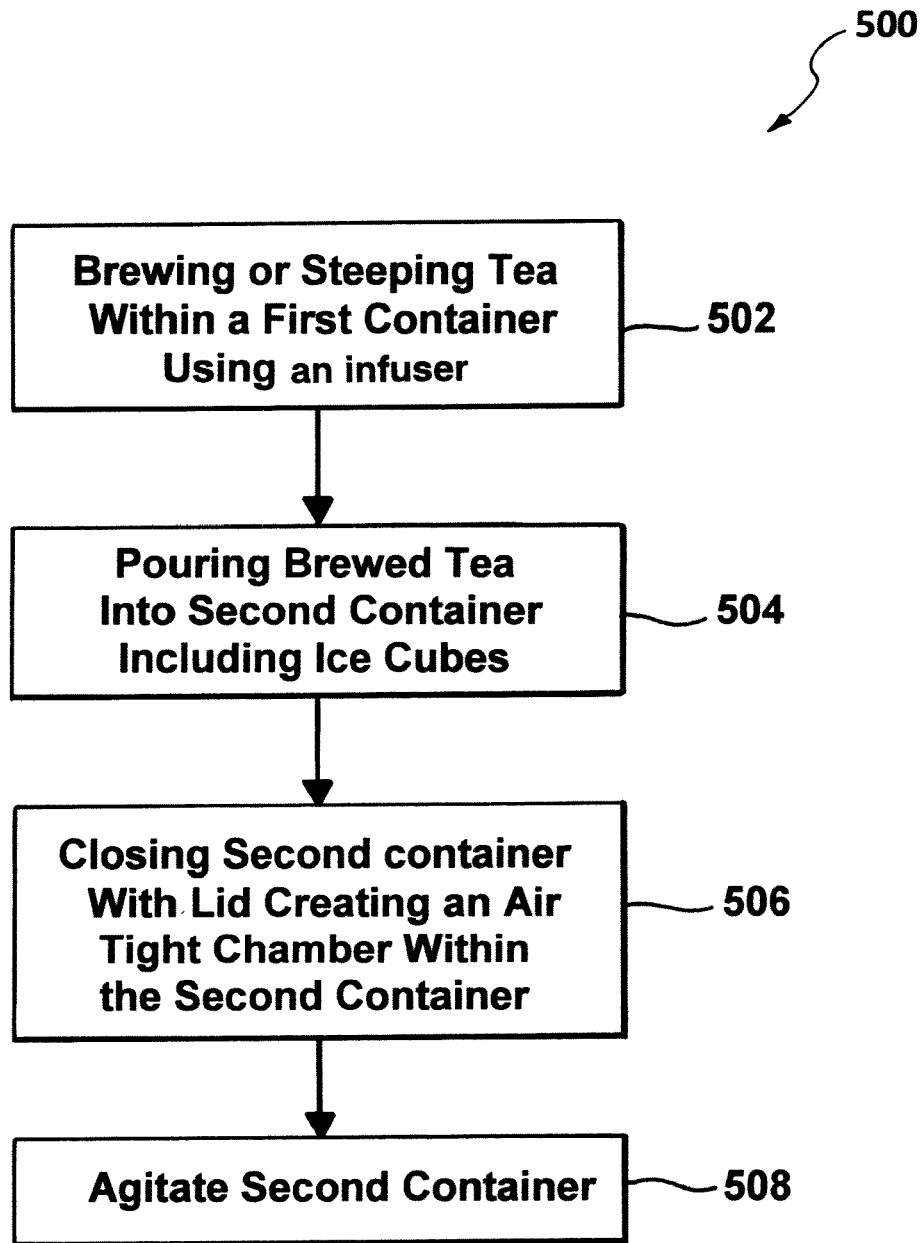 500
Brewing or Steeping Tea
Within a First Container
Using an infuser
502
Pouring Brewed Tea
Into Second Container
Including Ice Cubes
504
Closing Second container
With Lid Creating an Air
Tight Chamber Within
the Second Container
506
Agitate Second Container
508